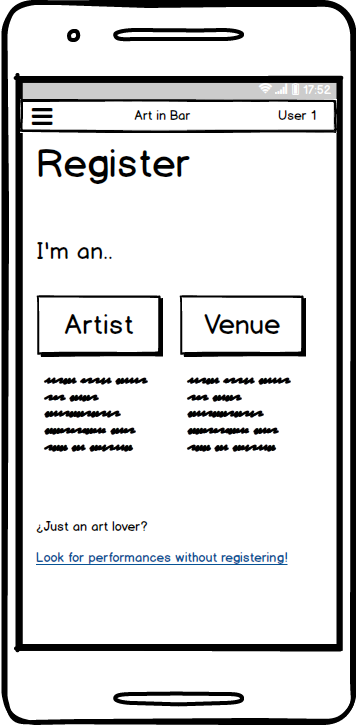 17:52
Art in Bar User 1
Register
I'm an..
Artist Venue
¿Just an art lover?
Look for performances without registering!